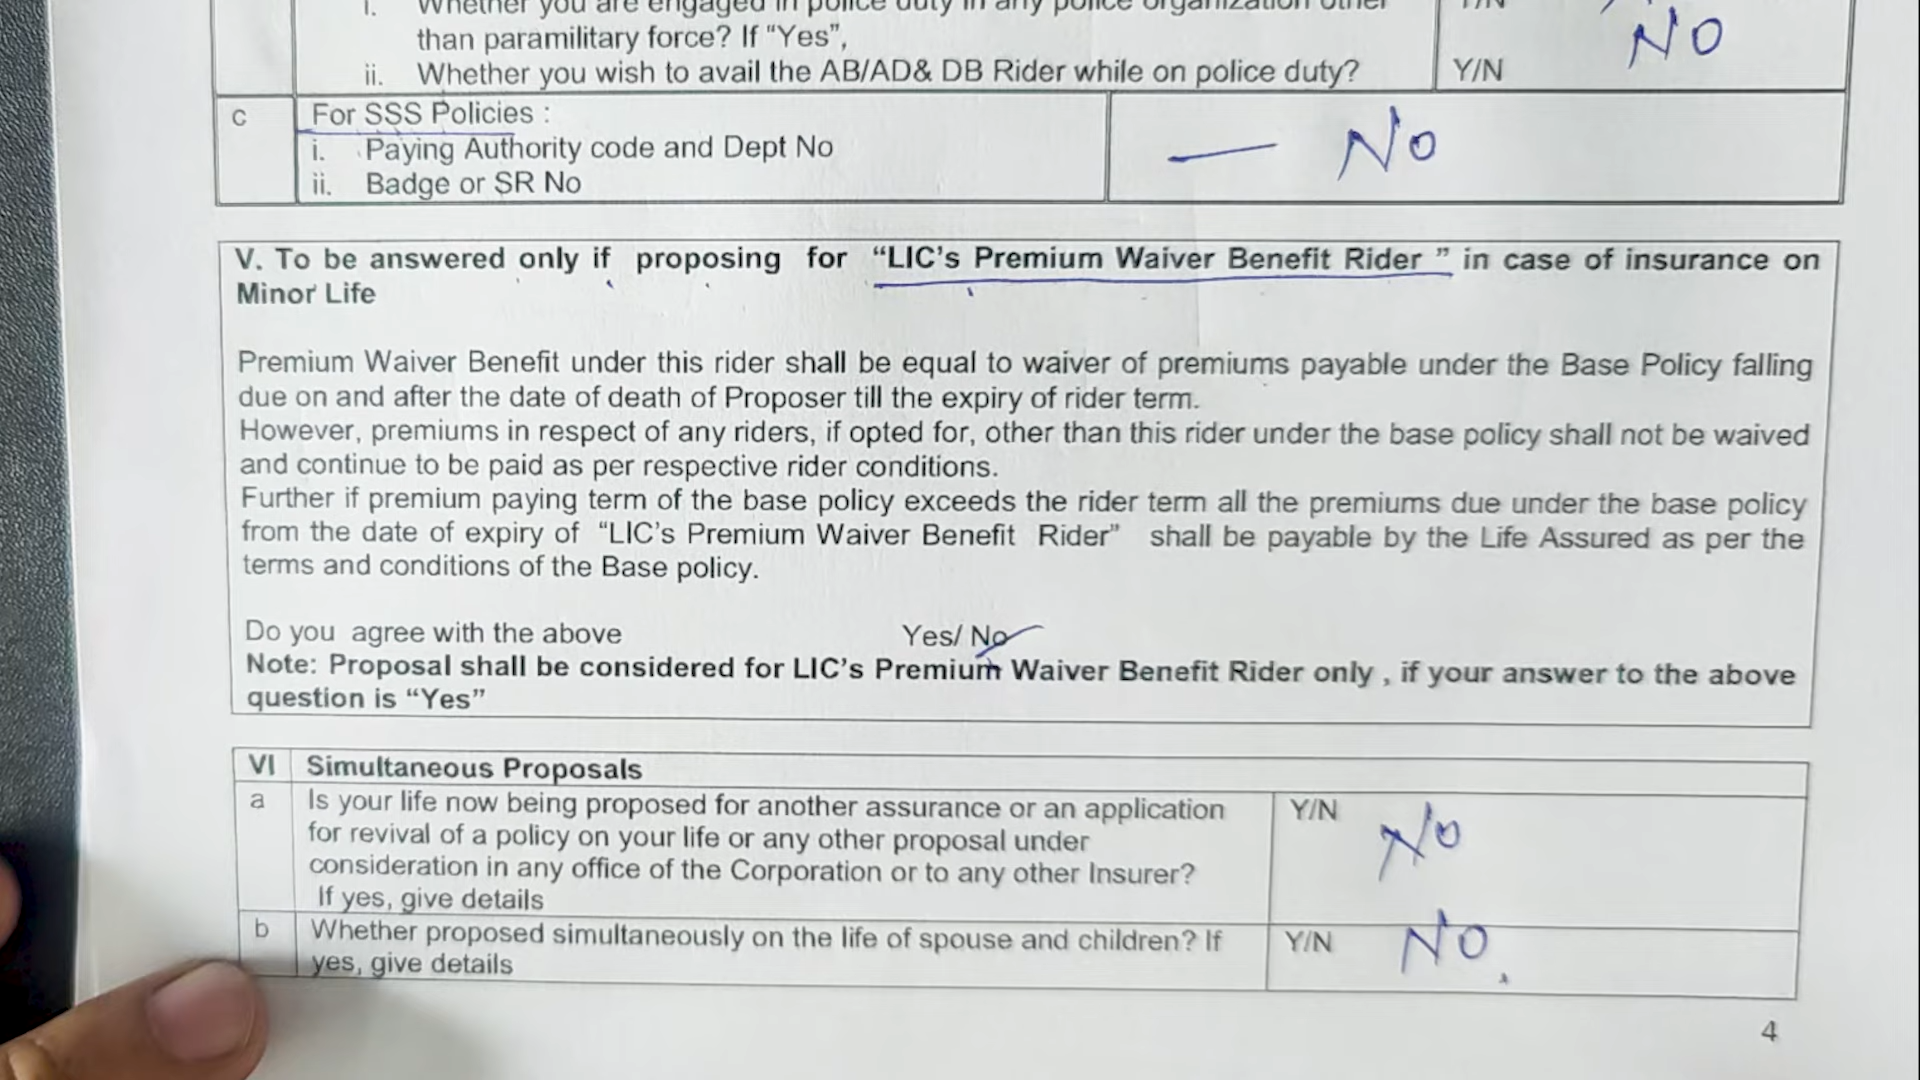 i. Whether you are engaged in police duty in any police organization other Y/N
than paramilitary force? If “Yes”,
ii. Whether you wish to avail the AB/AD& DB Rider while on police duty? Y/N NO
c For SSS Policies :
i. Paying Authority code and Dept No — No
ii. Badge or SR No
V. To be answered only if proposing for “LIC’s Premium Waiver Benefit Rider ” in case of insurance on
Minor Life
Premium Waiver Benefit under this rider shall be equal to waiver of premiums payable under the Base Policy falling
due on and after the date of death of Proposer till the expiry of rider term.
However, premiums in respect of any riders, if opted for, other than this rider under the base policy shall not be waived
and continue to be paid as per respective rider conditions.
Further if premium paying term of the base policy exceeds the rider term all the premiums due under the base policy
from the date of expiry of “LIC’s Premium Waiver Benefit Rider” shall be payable by the Life Assured as per the
terms and conditions of the Base policy.
Do you agree with the above Yes/ No
Note: Proposal shall be considered for LIC’s Premium Waiver Benefit Rider only , if your answer to the above
question is “Yes”
VI Simultaneous Proposals
a Is your life now being proposed for another assurance or an application Y/N No
for revival of a policy on your life or any other proposal under
consideration in any office of the Corporation or to any other Insurer?
If yes, give details
b Whether proposed simultaneously on the life of spouse and children? If Y/N NO.
yes, give details
4